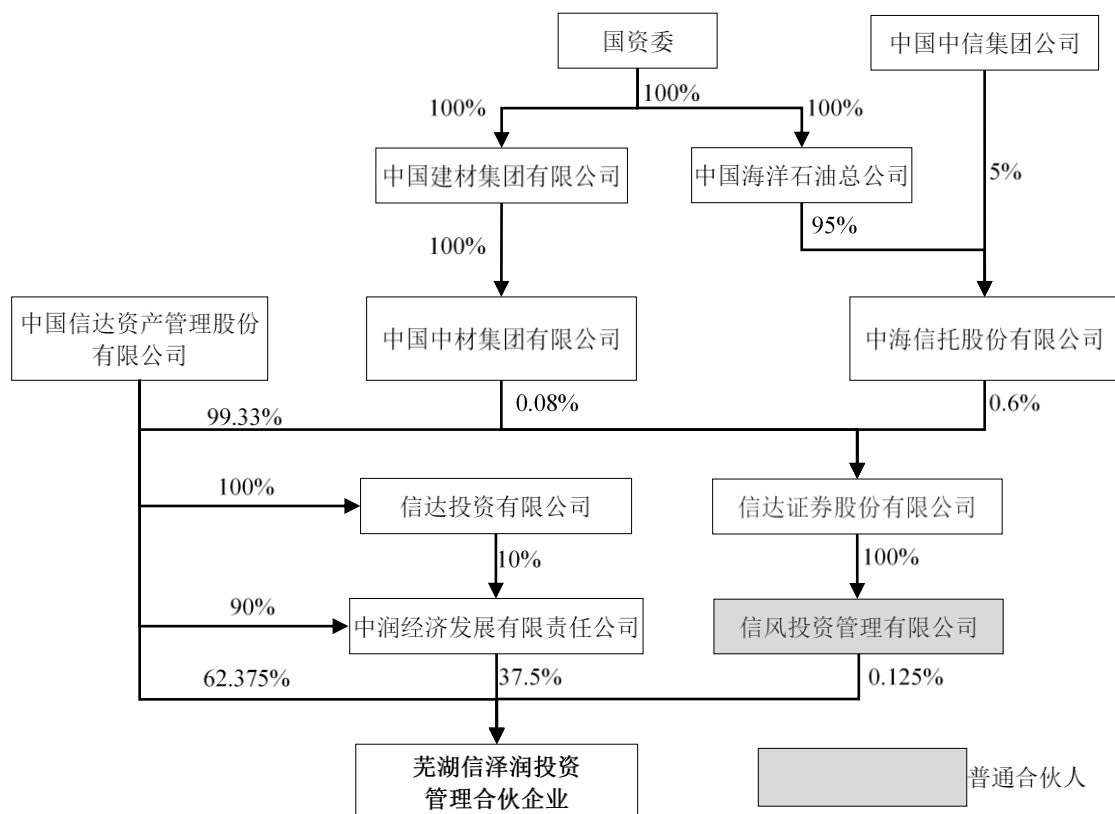 国资委
中国中信集团公司
100%
100%
100%
中国建材集团有限公司
中国海洋石油总公司
5%
100%
95%
中国信达资产管理股份
有限公司
中国中材集团有限公司
中海信托股份有限公司
99.33%
0.08%
0.6%
100%
信达投资有限公司
信达证券股份有限公司
10%
100%
90%
中润经济发展有限责任公司
信风投资管理有限公司
62.375%
37.5%
0.125%
芜湖信泽润投资
管理合伙企业
普通合伙人